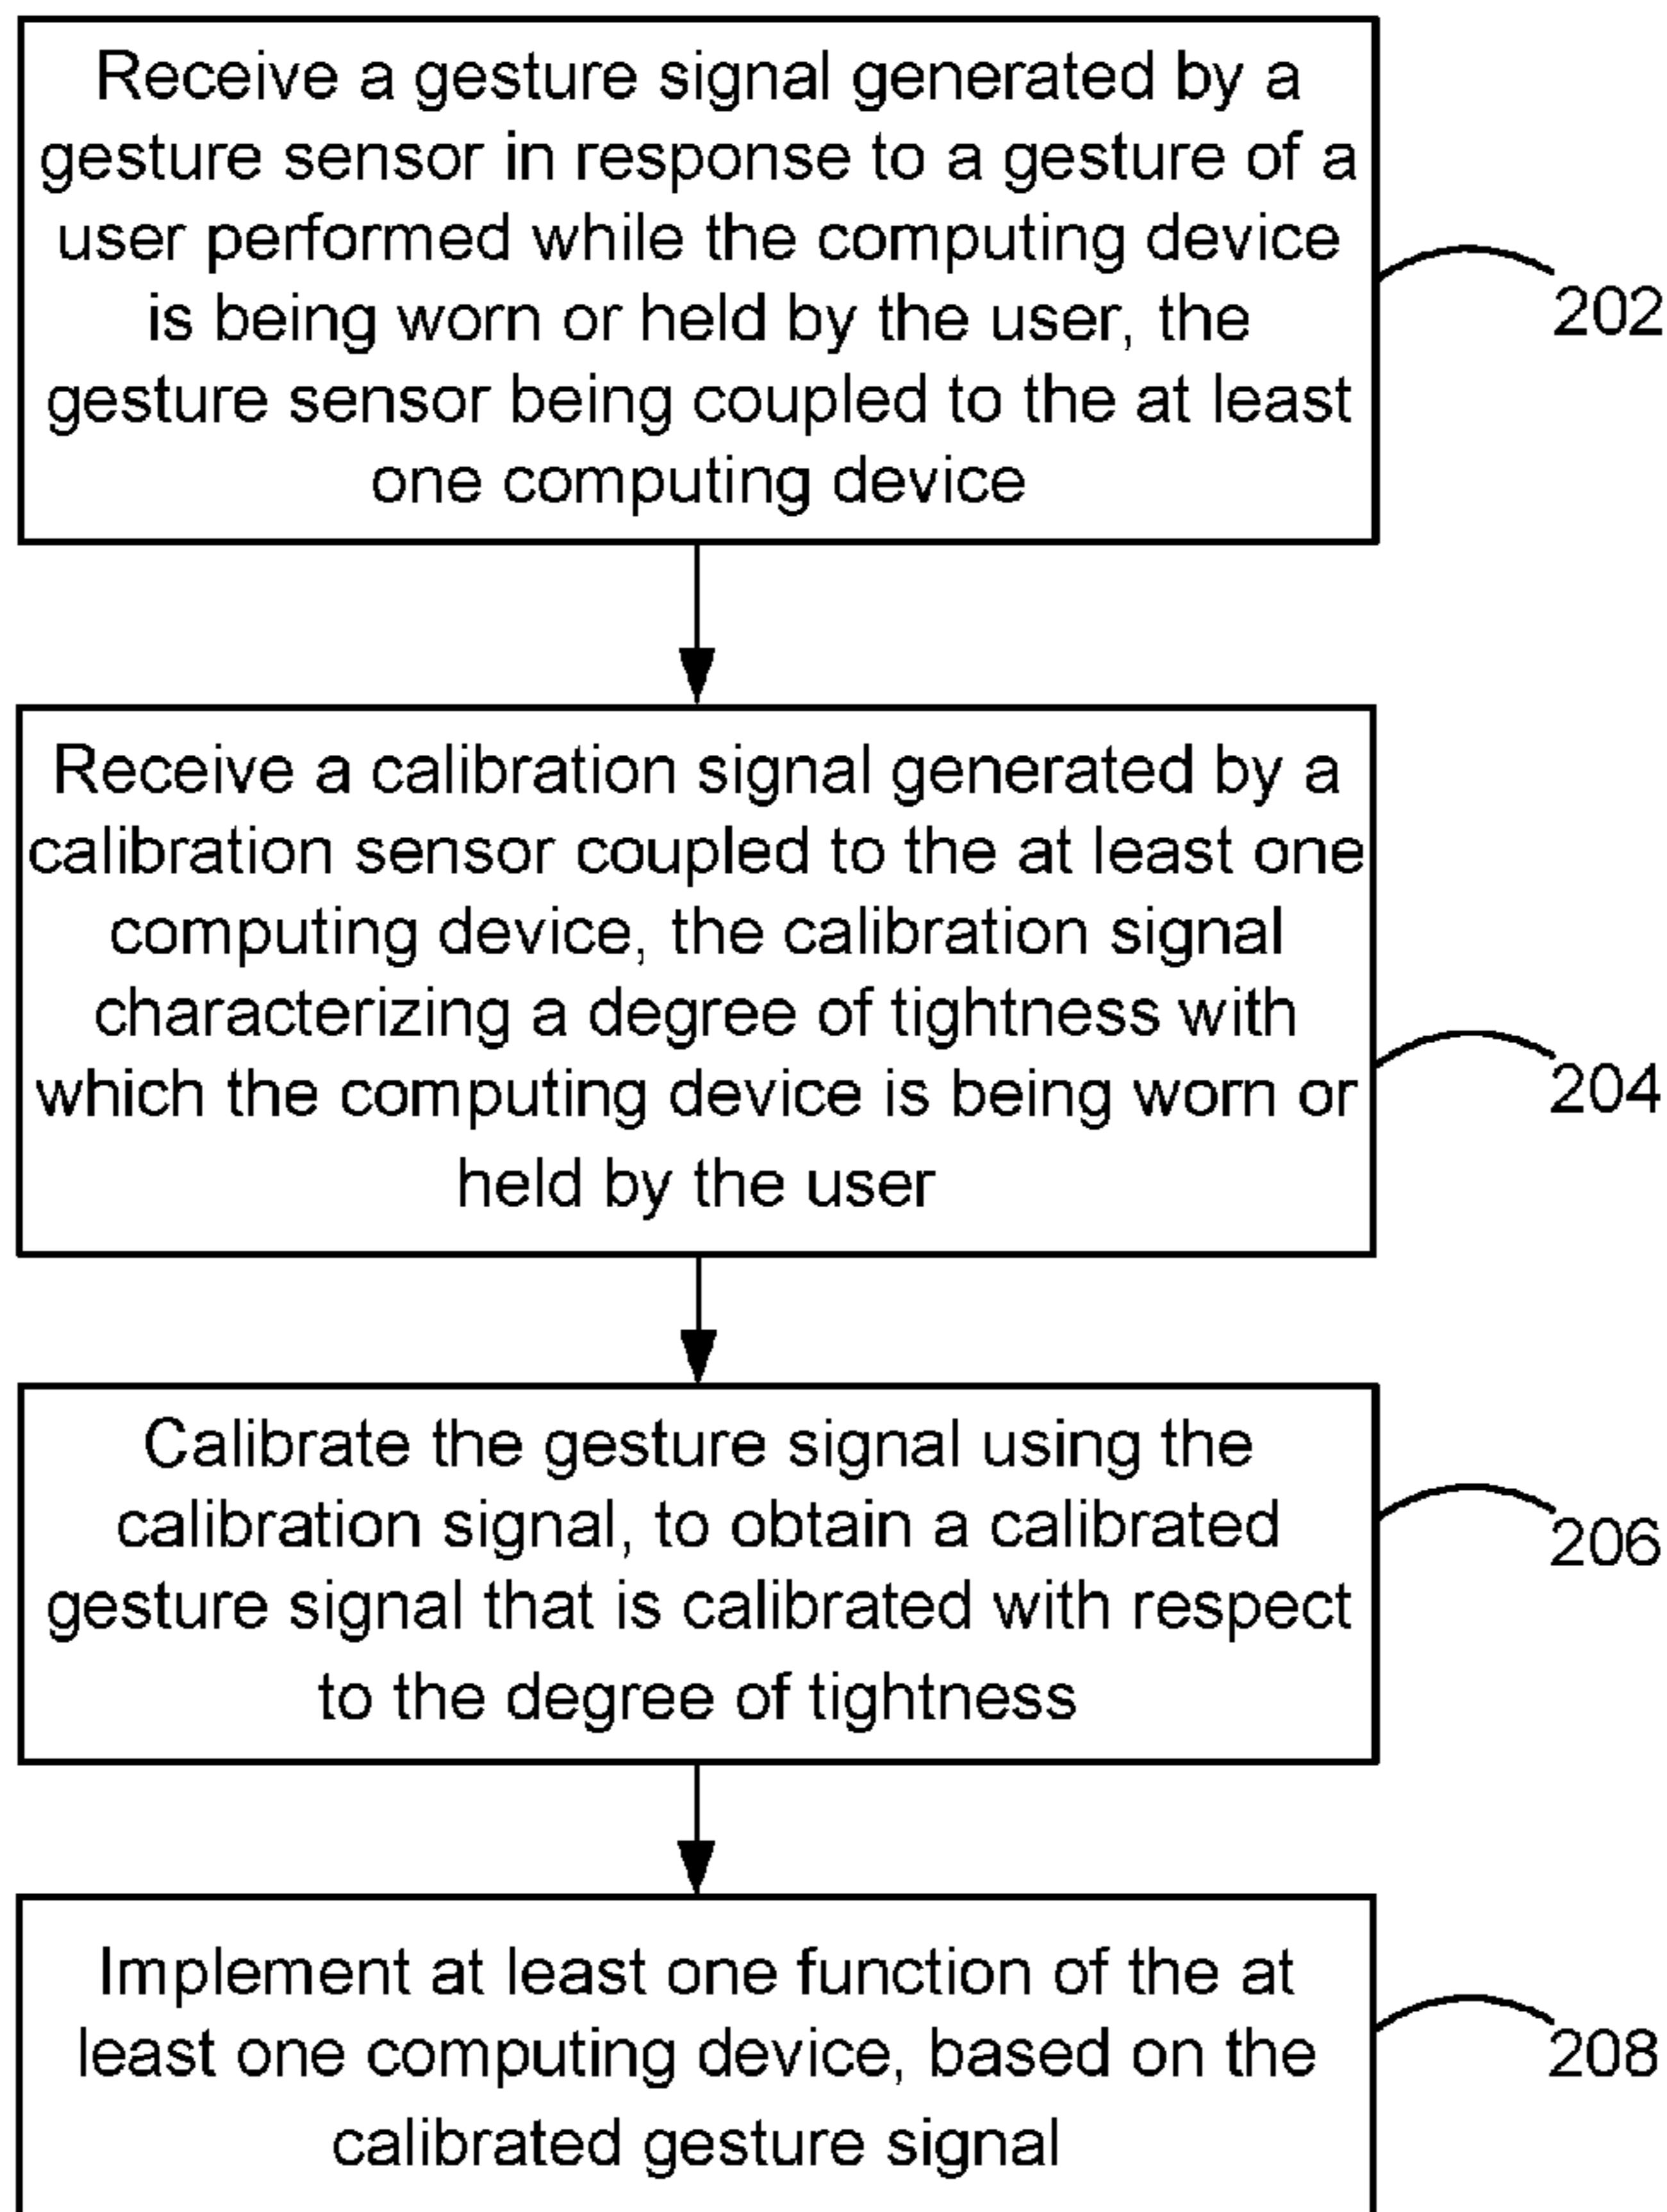 Receive a gesture signal generated by a
gesture sensor in response to a gesture of a
user performed while the computing device
is being worn or held by the user, the
gesture sensor being coupled to the at least
one computing device
202
Receive a calibration signal generated by a
calibration sensor coupled to the at least one
computing device, the calibration signal
characterizing a degree of tightness with
which the computing device is being worn or
held by the user
204
Calibrate the gesture signal using the
calibration signal, to obtain a calibrated
gesture signal that is calibrated with respect
to the degree of tightness
206
Implement at least one function of the at
least one computing device, based on the
calibrated gesture signal
208